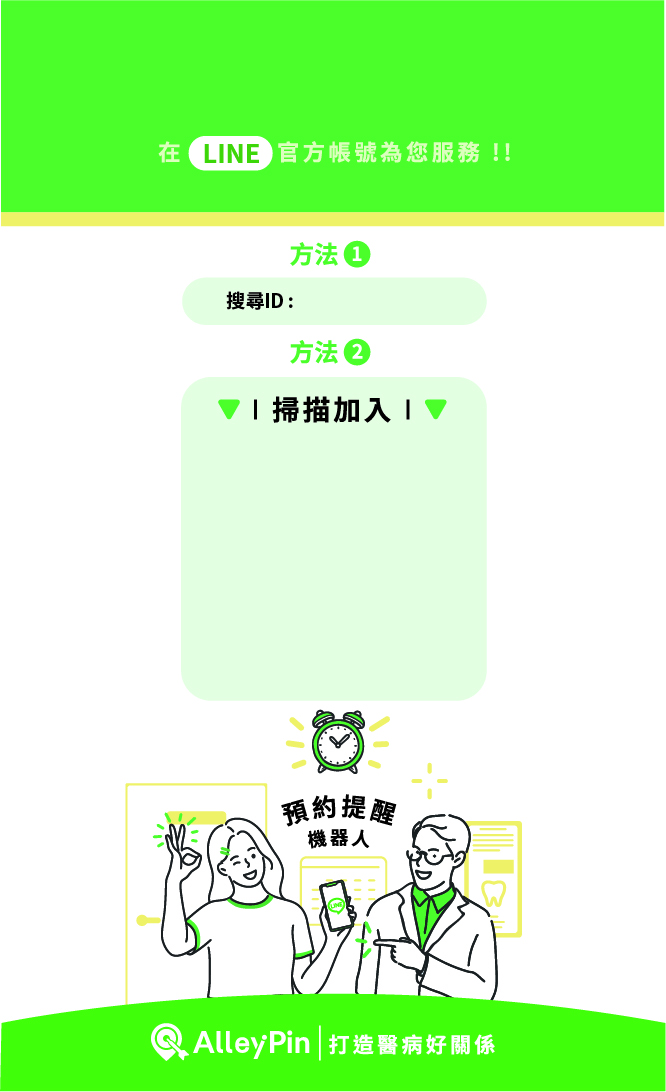 在 LINE 官方帳號為您服務 !!
方法 1
搜尋ID :
方法 2
▼ | 掃描加入 | ▼
預約提醒
機器人
AlleyPin | 打造醫病好關係